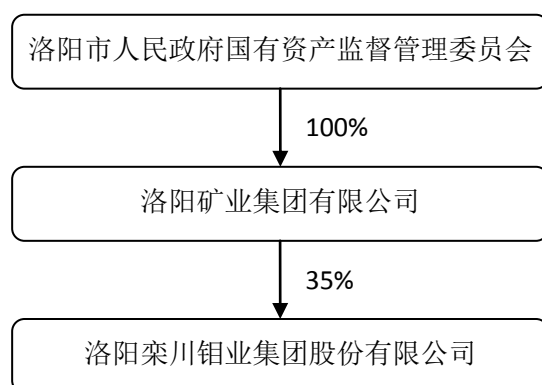 洛阳市人民政府国有资产监督管理委员会
100%
洛阳矿业集团有限公司
35%
洛阳栾川钼业集团股份有限公司